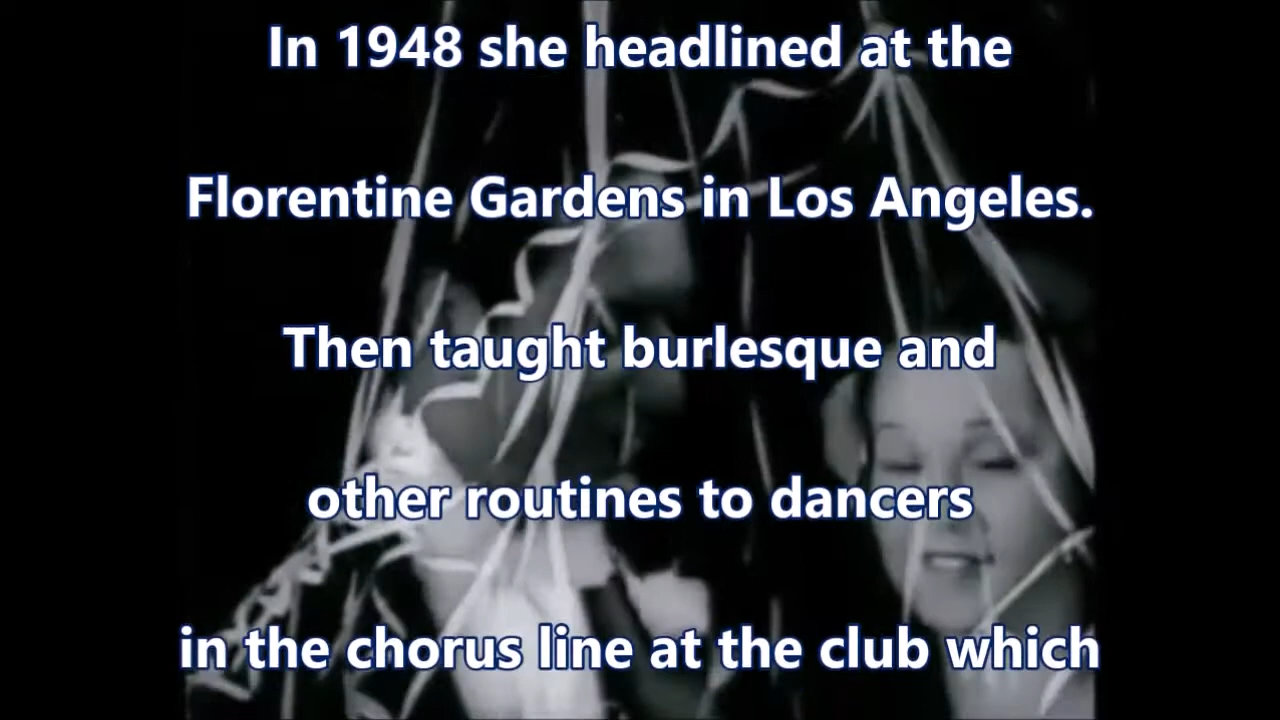 In 1948 she headlined at the
Florentine Gardens in Los Angeles.
Then taught burlesque and
other routines to dancers
in the chorus line at the club which